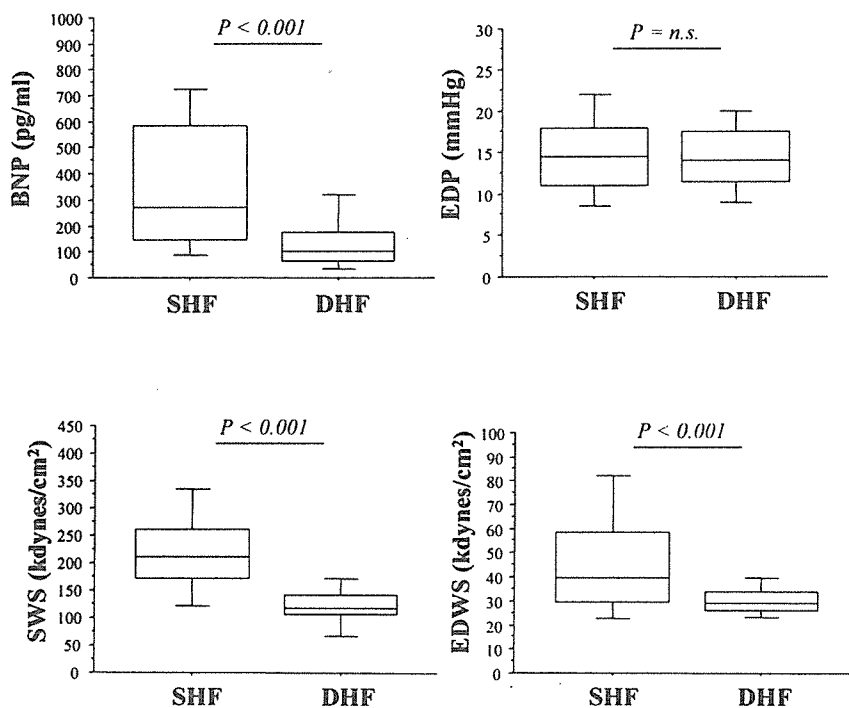 P < 0.001
BNP (pg/ml)
1000
900
800
700
600
500
400
300
200
100
0
SHF
DHF
P = n.s.
EDP (mmHg)
30
25
20
15
10
5
0
SHF
DHF
P < 0.001
SWS (kdynes/cm²)
450
400
350
300
250
200
150
100
50
0
SHF
DHF
P < 0.001
EDWS (kdynes/cm²)
100
90
80
70
60
50
40
30
20
10
0
SHF
DHF